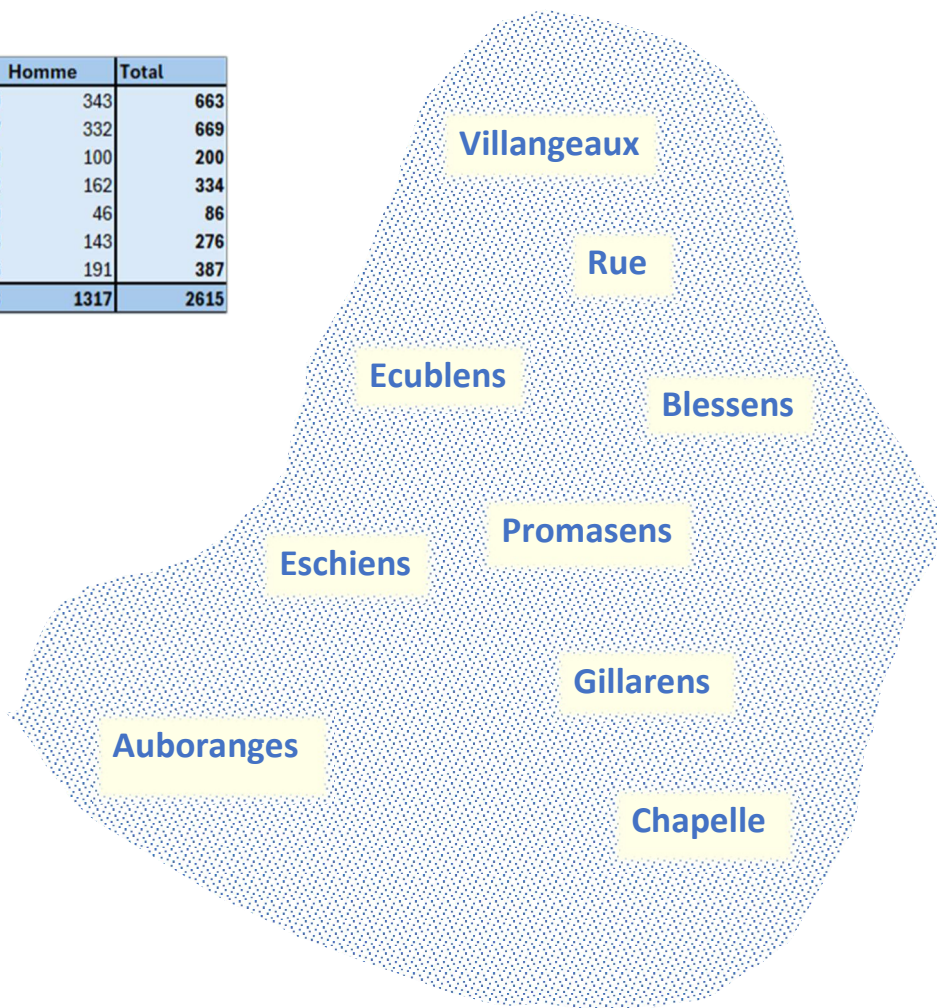 Homme Total
343 663
332 669
100 200
162 334
46 86
143 276
191 387
1317 2615
Villangeaux
Rue
Ecublens
Blessens
Promasens
Eschiens
Gillarens
Auboranges
Chapelle